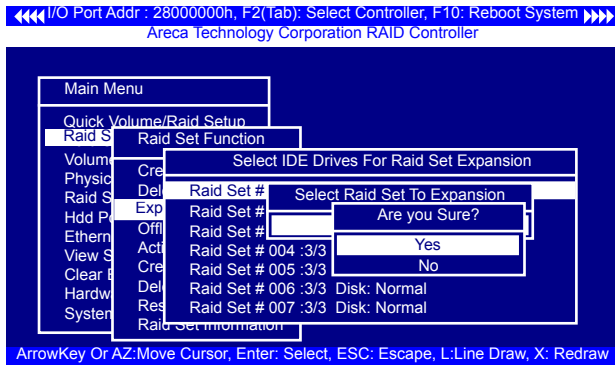 I/O Port Addr : 28000000h, F2(Tab): Select Controller, F10: Reboot System
Areca Technology Corporation RAID Controller
Main Menu
Quick Volume/Raid Setup
Raid S
Volum
Physic
Raid S
Hdd P
Ethern
View S
Clear
Hardw
System
Raid Set Function
Cre
Del
Exp
Offl
Acti
Cre
Del
Res
Raid Set Information
Select IDE Drives For Raid Set Expansion
Raid Set #
Raid Set #
Raid Set #
Raid Set # 004 :3/3
Raid Set # 005 :3/3
Raid Set # 006 :3/3 Disk: Normal
Raid Set # 007 :3/3 Disk: Normal
Select Raid Set To Expansion
Are you Sure?
Yes
No
ArrowKey Or AZ:Move Cursor, Enter: Select, ESC: Escape, L:Line Draw, X: Redraw